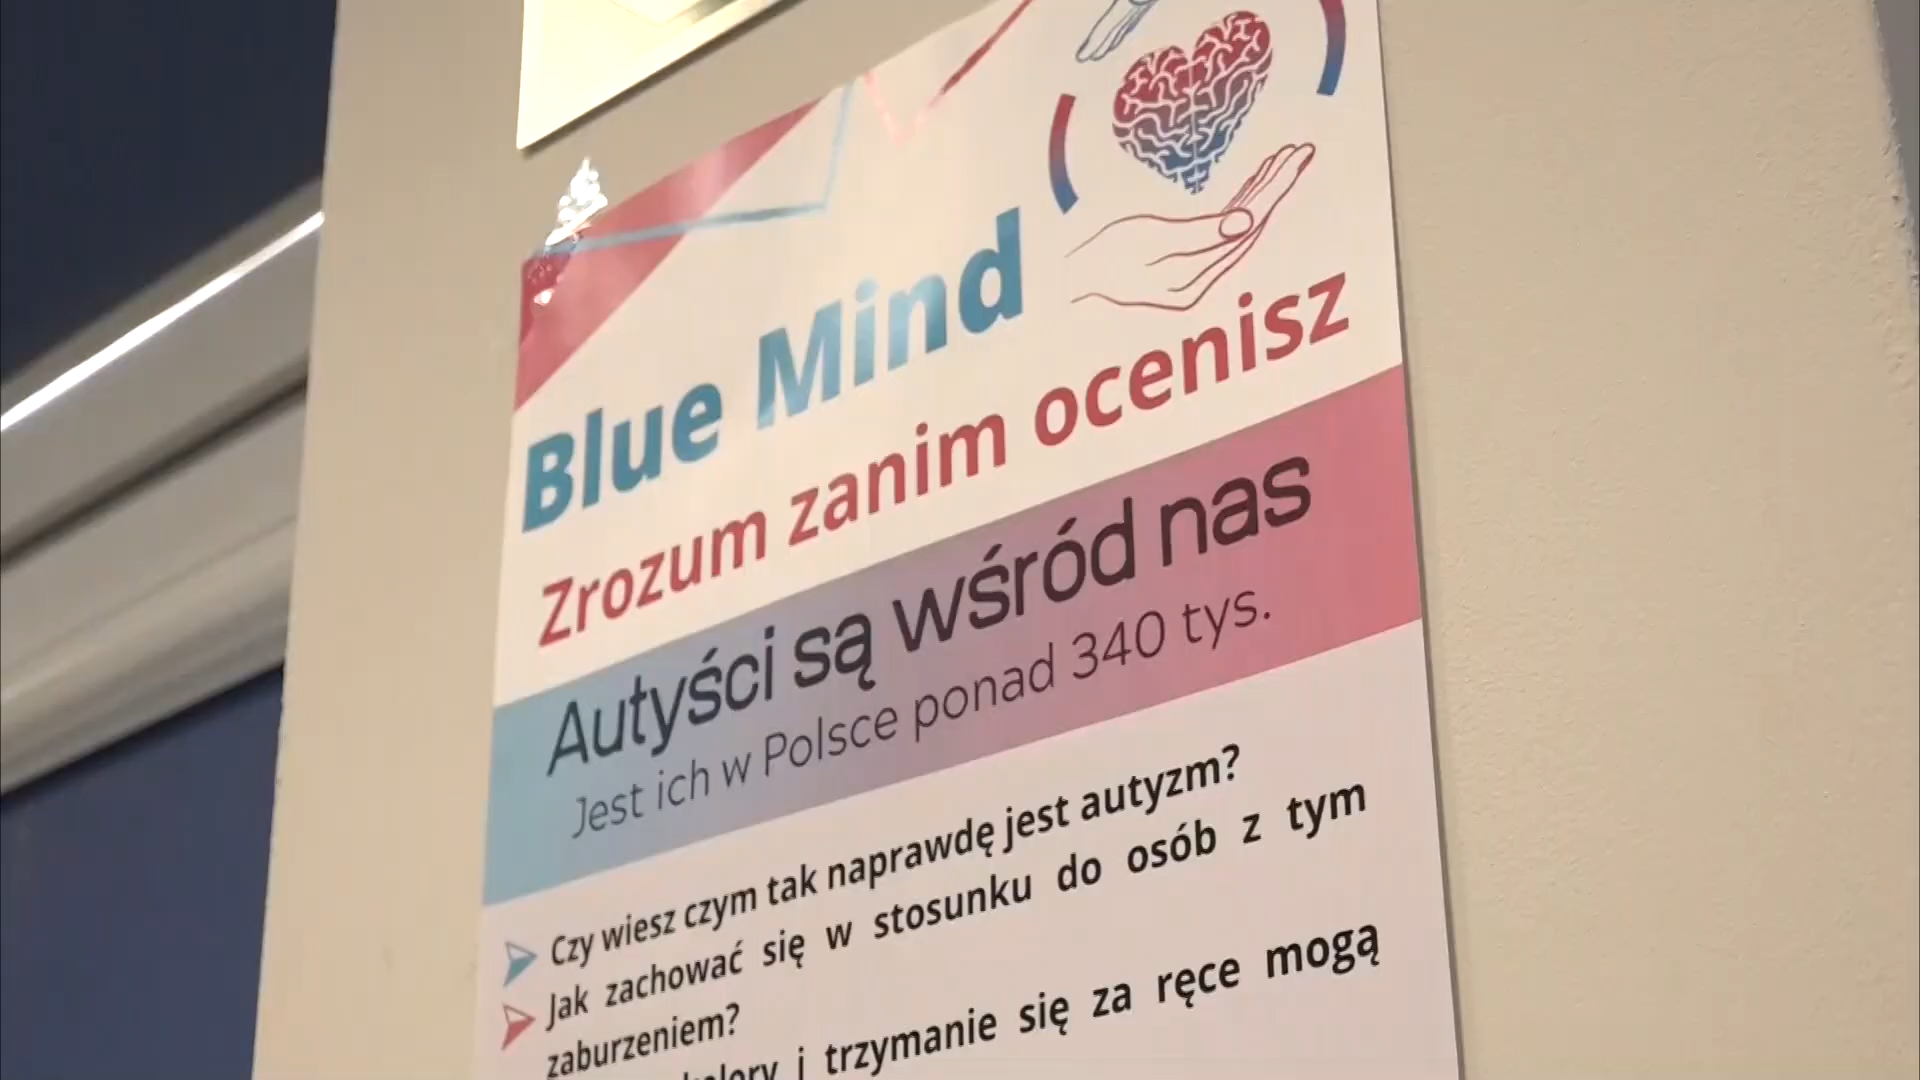 Blue Mind
Zrozum zanim ocenisz
Autyści są wśród nas
Jest ich w Polsce ponad 340 tys.
Czy wiesz czym tak naprawdę jest autyzm?
Jak zachować się w stosunku do osób z tym
zaburzeniem?
i trzymanie się za ręce mogą